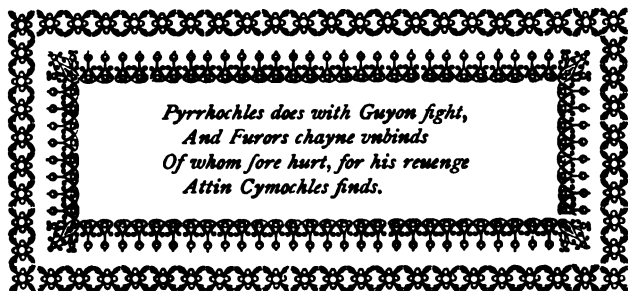 Pyrrhochles does with Guyon fight,
And Furors chayne vnbinds
Of whom sore hurt, for his reuenge
Attin Cymochles finds.